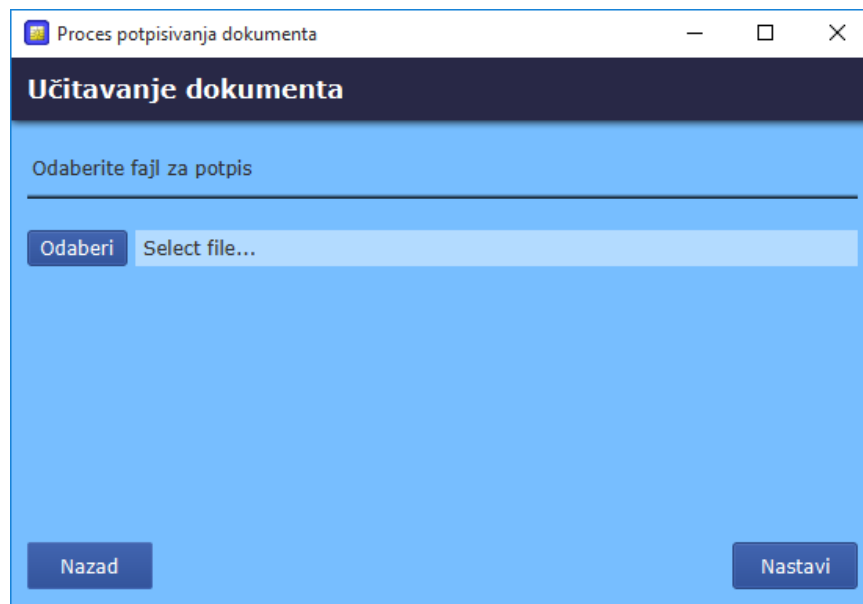 Proces potpisivanja dokumenta
Učitavanje dokumenta
Odaberite fajl za potpis
Odaberi Select file...
Nazad Nastavi